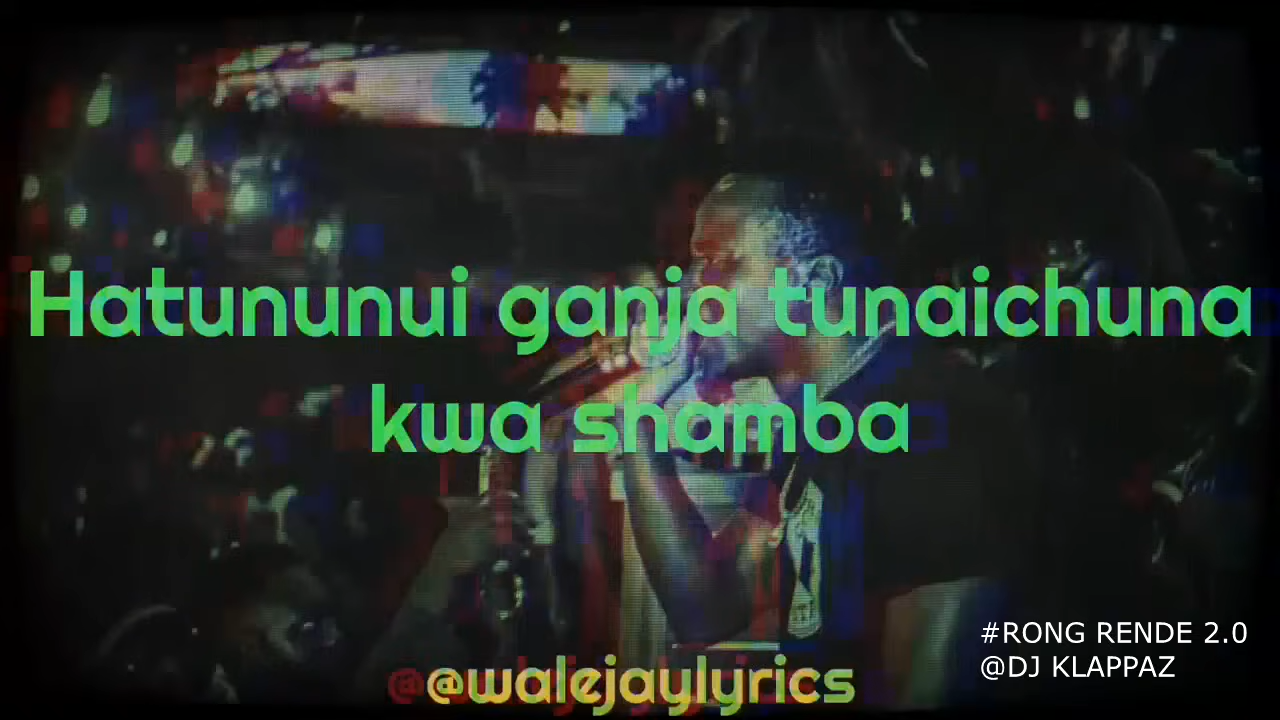 Hatununui ganja tunaichuna
kwa shamba
#RONG RENDE 2.0
@DJ KLAPPAZ
@walejaylyrics